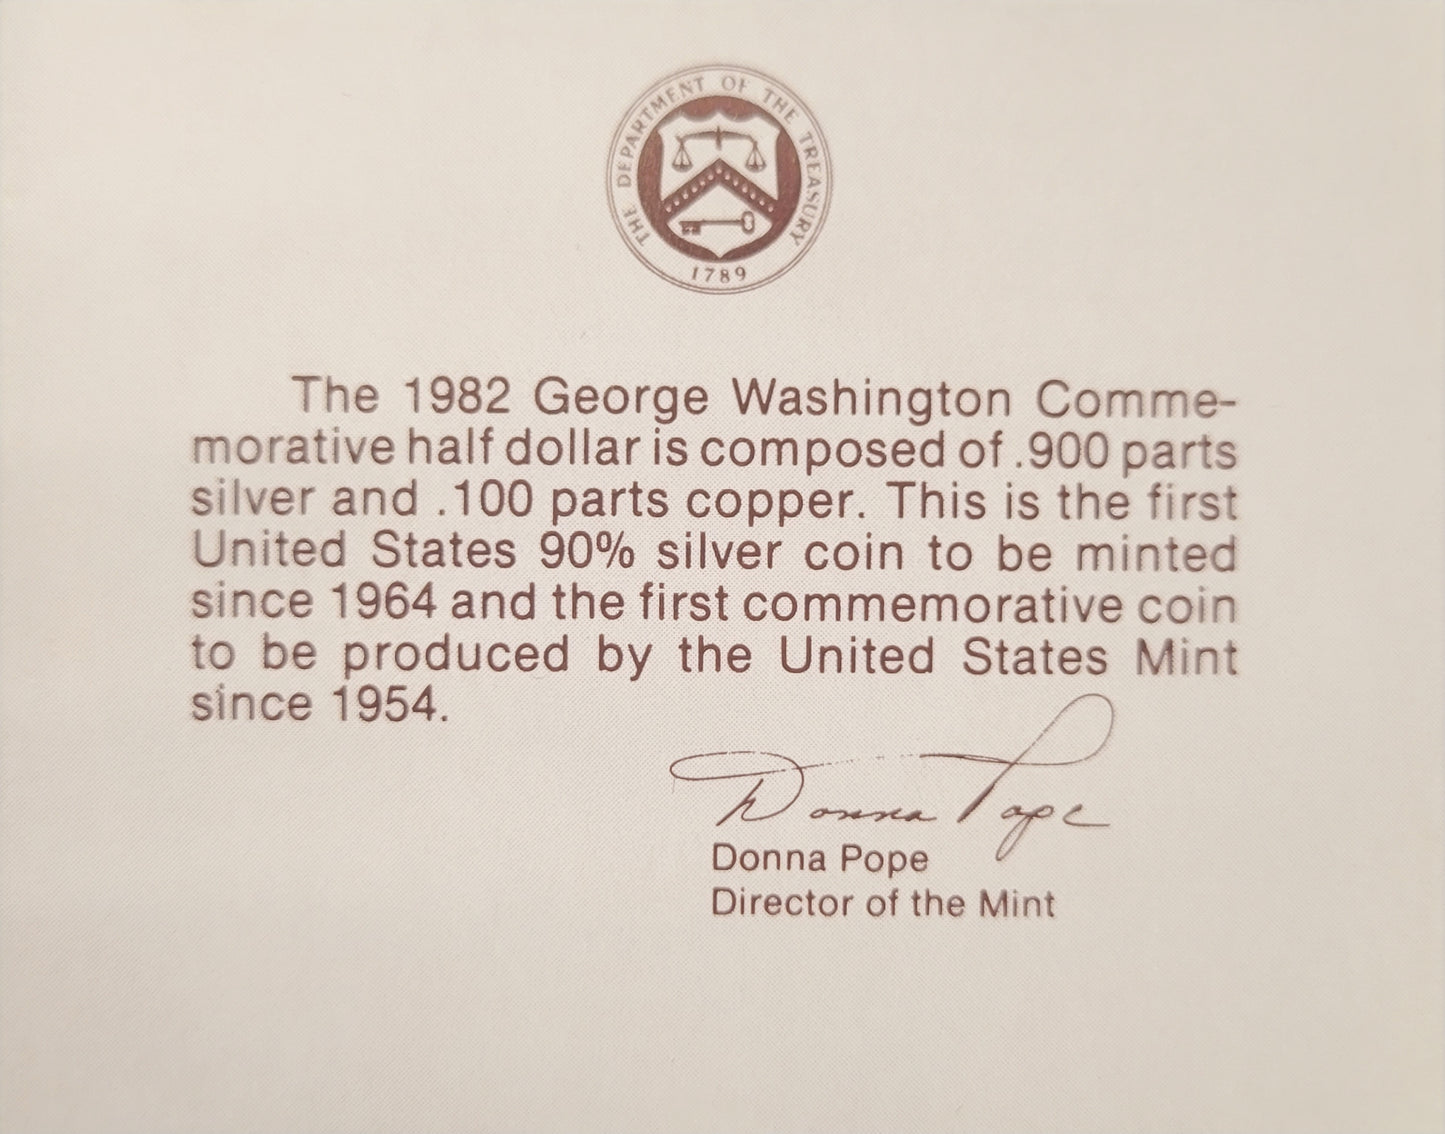 THE DEPARTMENT OF THE TREASURY
1789
The 1982 George Washington Comme-
morative half dollar is composed of .900 parts
silver and .100 parts copper. This is the first
United States 90% silver coin to be minted
since 1964 and the first commemorative coin
to be produced by the United States Mint
since 1954.
Donna Pope
Donna Pope
Director of the Mint